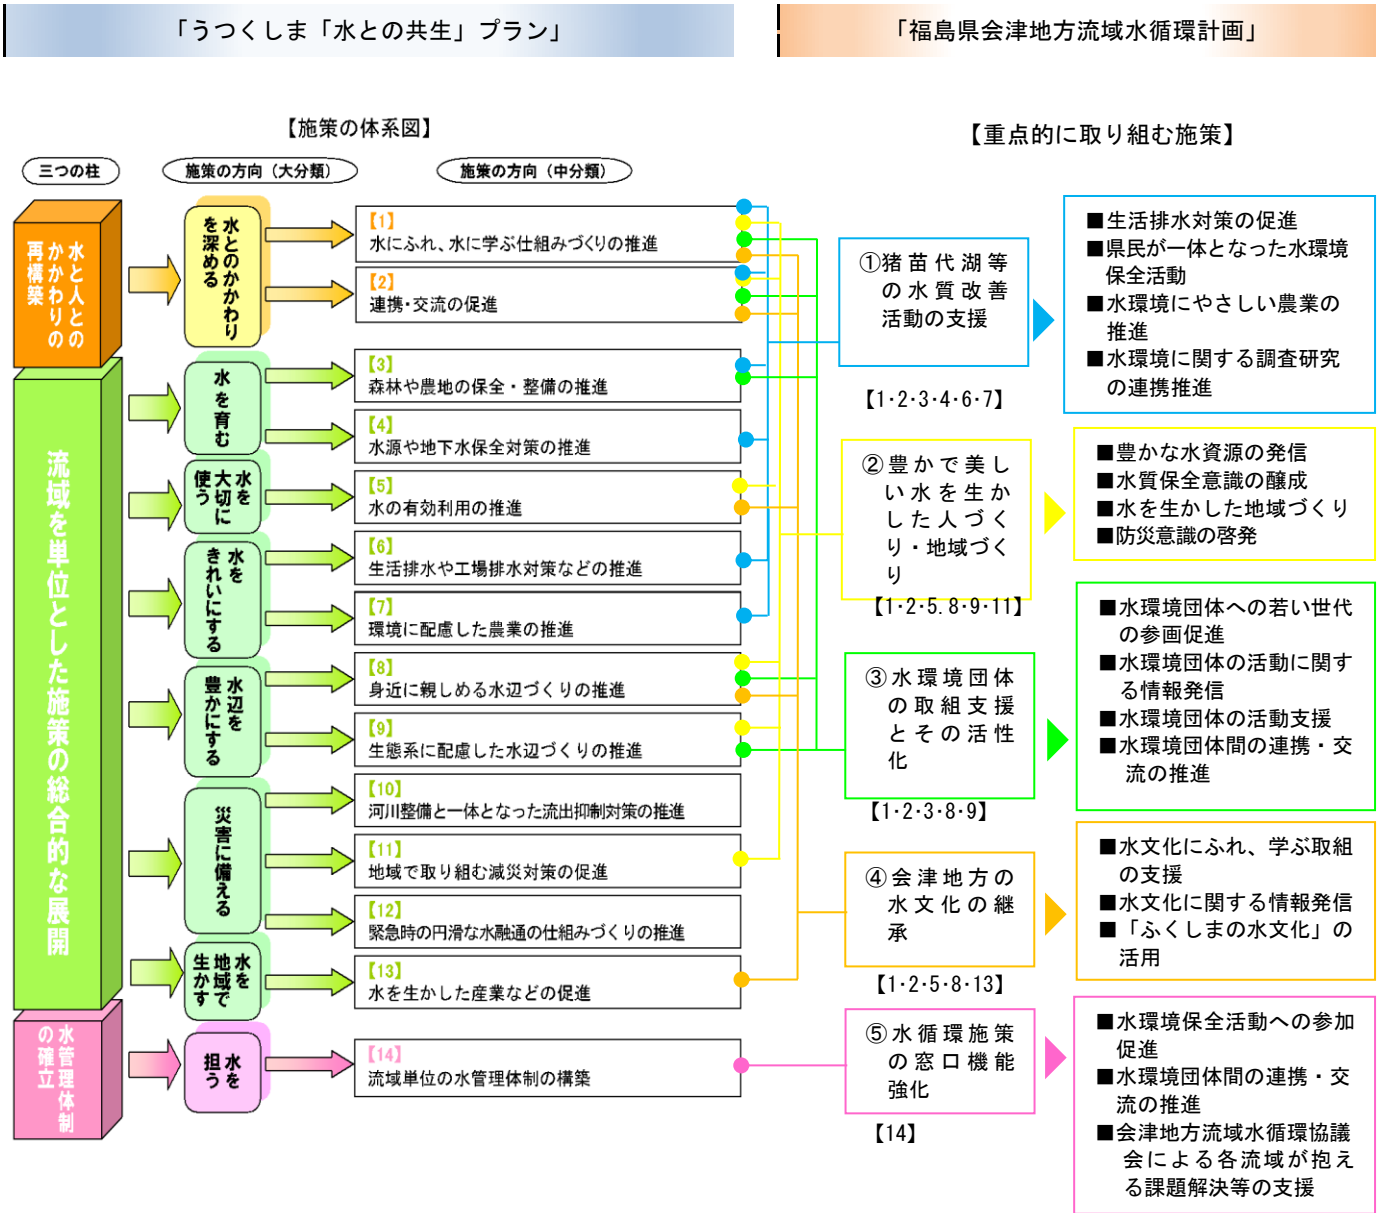 「うつくしま「水との共生」プラン」
「福島県会津地方流域水循環計画」
【施策の体系図】
【重点的に取り組む施策】
三つの柱
施策の方向（大分類）
施策の方向（中分類）
水と人との
かかわりの
再構築
流域を単位とした施策の総合的な展開
水管理体制
の確立
水とのかかわり
を深める
水を育む
水を
大切に
使う
水を
きれいにする
水辺を
豊かにする
災害に備える
水を
地域で
生かす
水を
担う
【1】
水にふれ、水に学ぶ仕組みづくりの推進
【2】
連携・交流の促進
【3】
森林や農地の保全・整備の推進
【4】
水源や地下水保全対策の推進
【5】
水の有効利用の推進
【6】
生活排水や工場排水対策などの推進
【7】
環境に配慮した農業の推進
【8】
身近に親しめる水辺づくりの推進
【9】
生態系に配慮した水辺づくりの推進
【10】
河川整備と一体となった流出抑制対策の推進
【11】
地域で取り組む減災対策の促進
【12】
緊急時の円滑な水融通の仕組みづくりの推進
【13】
水を生かした産業などの促進
【14】
流域単位の水管理体制の構築
①猪苗代湖等
の水質改善
活動の支援
【1･2･3･4･6･7】
■生活排水対策の促進
■県民が一体となった水環境
保全活動
■水環境にやさしい農業の
推進
■水環境に関する調査研究
の連携推進
②豊かで美し
い水を生か
した人づく
り・地域づく
り
【1･2･5.8･9･11】
■豊かな水資源の発信
■水質保全意識の醸成
■水を生かした地域づくり
■防災意識の啓発
③水環境団体
の取組支援
とその活性
化
【1･2･3･8･9】
■水環境団体への若い世代
の参画促進
■水環境団体の活動に関す
る情報発信
■水環境団体の活動支援
■水環境団体間の連携・交
流の推進
④会津地方の
水文化の継
承
【1･2･5･8･13】
■水文化にふれ、学ぶ取組
の支援
■水文化に関する情報発信
■「ふくしまの水文化」の
活用
⑤水循環施策
の窓口機能
強化
【14】
■水環境保全活動への参加
促進
■水環境団体間の連携・交
流の推進
■会津地方流域水循環協議
会による各流域が抱え
る課題解決等の支援